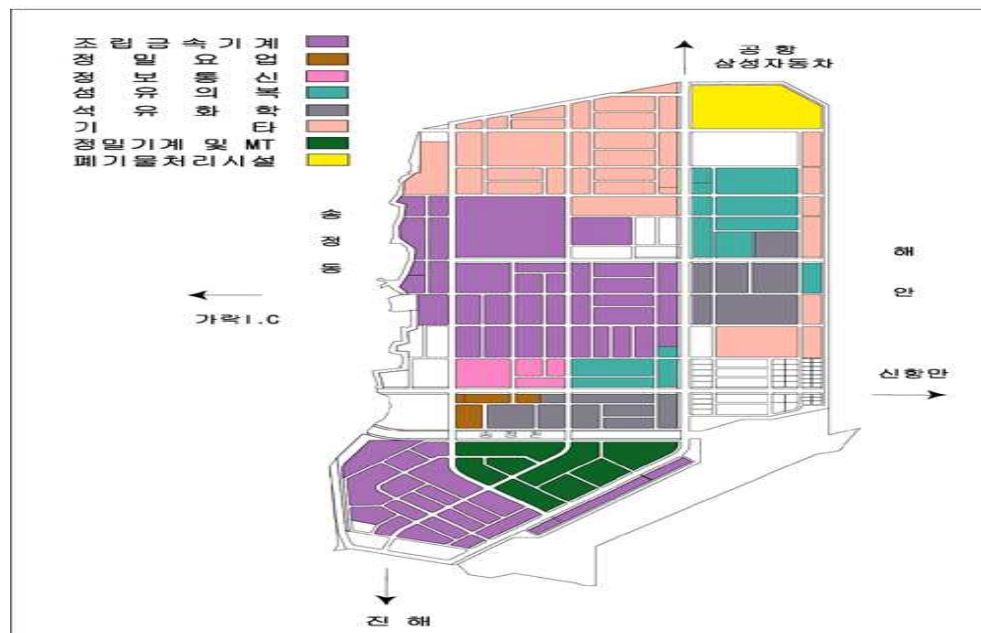 조립금속기계
정밀요업
정보통신
섬유의복
석유화학
기 타
정밀기계 및 MT
폐기물처리시설
공항
삼성자동차
송정동
해안
가락I.C
신항만
송정천
진 해